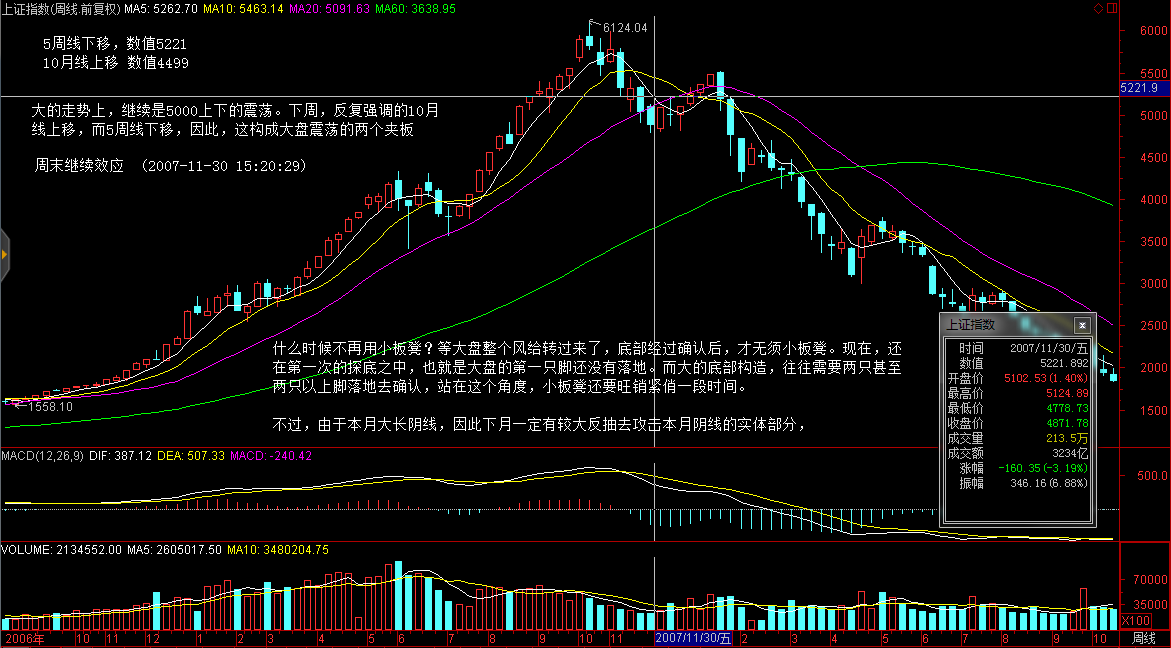 上证指数(周线.前复权) MA5: 5262.70 MA10: 5463.14 MA20: 5091.63 MA60: 3638.95
6124.04
5周线下移，数值5221
10月线上移 数值4499
大的走势上，继续是5000上下的震荡。下周，反复强调的10月
线上移，而5周线下移，因此，这构成大盘震荡的两个夹板
周末继续效应 （2007-11-30 15:20:29）
6000
5500
5221.9
5000
4500
4000
3500
3000
2500
2000
1500
什么时候不再用小板凳？等大盘整个风给转过来了，底部经过确认后，才无须小板凳。现在，还
在第一次的探底之中，也就是大盘的第一只脚还没有落地。而大的底部构造，往往需要两只甚至
两只以上脚落地去确认，站在这个角度，小板凳还要旺销紧俏一段时间。
不过，由于本月大长阴线，因此下月一定有较大反抽去攻击本月阴线的实体部分，
1558.10
上证指数 x
时间 2007/11/30/五
数值 5221.892
开盘价 5102.53(1.40%)
最高价 5124.89
最低价 4778.73
收盘价 4871.78
成交量 213.5万
成交额 3234亿
涨幅 -160.35(-3.19%)
振幅 346.16(6.88%)
MACD(12,26,9) DIF: 387.12 DEA: 507.33 MACD: -240.42
500.0
VOLUME: 2134552.00 MA5: 2605017.50 MA10: 3480204.75
70000
35000
X100
2006年 10 11 12 1 2 3 4 5 6 7 8 9 10 11 2007/11/30/五 2 3 4 5 6 7 8 9 10 周线